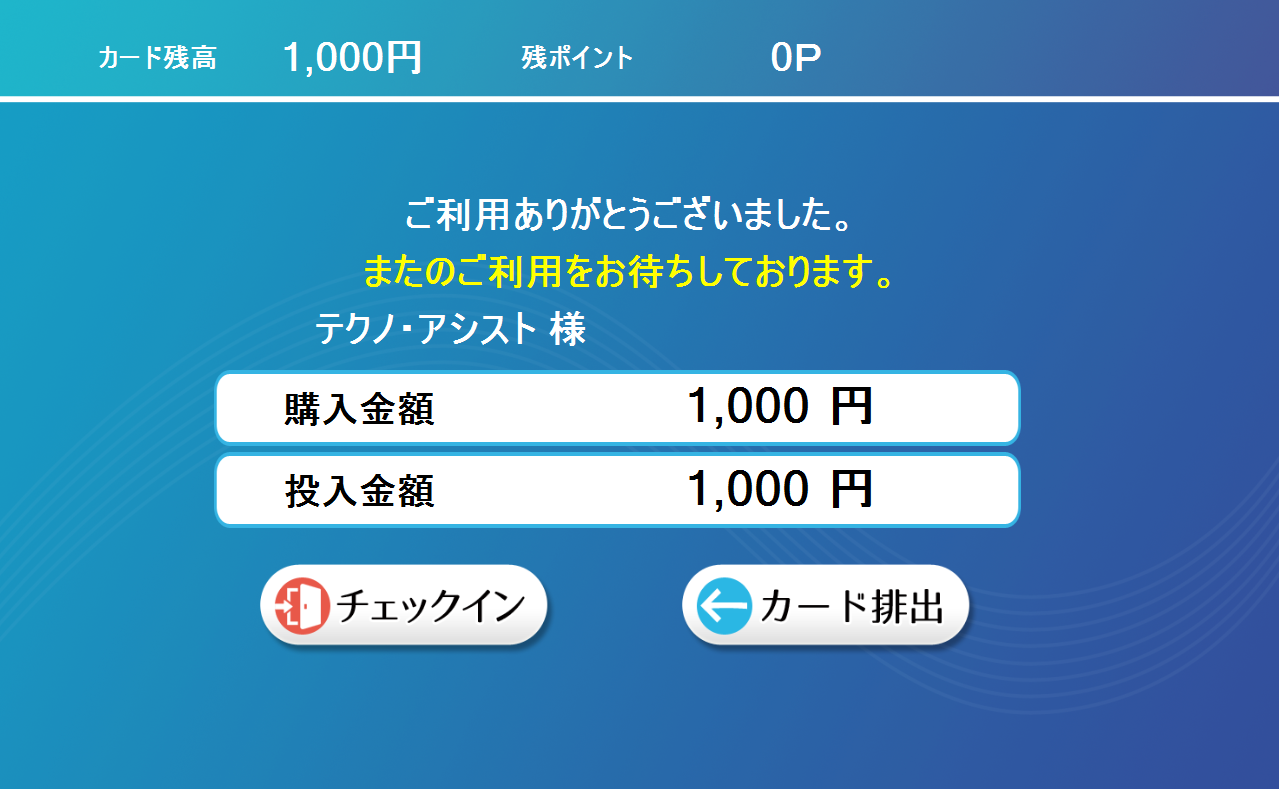 カード残高 1,000円 残ポイント 0P
ご利用ありがとうございました。
またのご利用をお待ちしております。
テクノ・アシスト 様
購入金額 1,000 円
投入金額 1,000 円
チェックイン カード排出